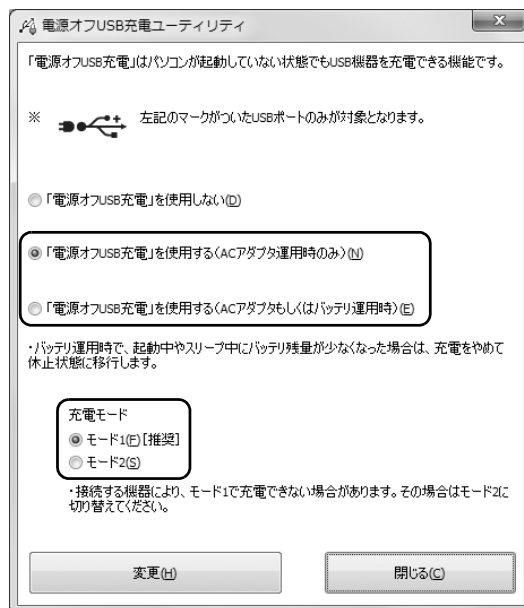 電源オフUSB充電ユーティリティ
「電源オフUSB充電」はパソコンが起動していない状態でもUSB機器を充電できる機能です。
※ 左記のマークがついたUSBポートのみが対象となります。
「電源オフUSB充電」を使用しない(D)
「電源オフUSB充電」を使用する(ACアダプタ運用時のみ)(N)
「電源オフUSB充電」を使用する(ACアダプタもしくはバッテリ運用時)(E)
・バッテリ運用時で、起動中やスリープ中にバッテリ残量が少なくなった場合は、充電をやめて
休止状態に移行します。
充電モード
モード1(F)[推奨]
モード2(S)
・接続する機器により、モード1で充電できない場合があります。その場合はモード2に
切り替えてください。
変更(H)
閉じる(C)